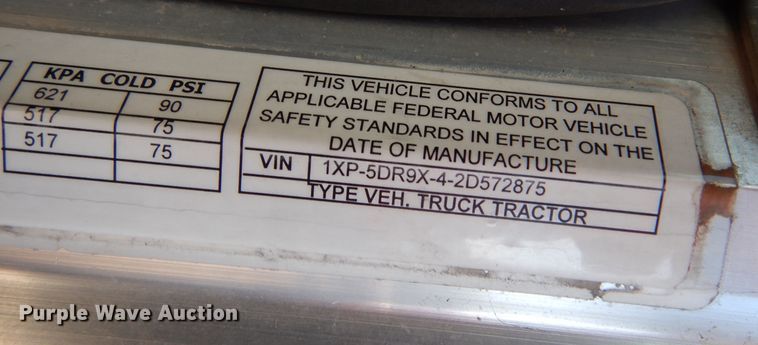 KPA COLD PSI
621 90
517 75
517 75
THIS VEHICLE CONFORMS TO ALL
APPLICABLE FEDERAL MOTOR VEHICLE
SAFETY STANDARDS IN EFFECT ON THE
DATE OF MANUFACTURE
VIN 1XP-5DR9X-4-2D572875
TYPE VEH. TRUCK TRACTOR
Purple Wave Auction